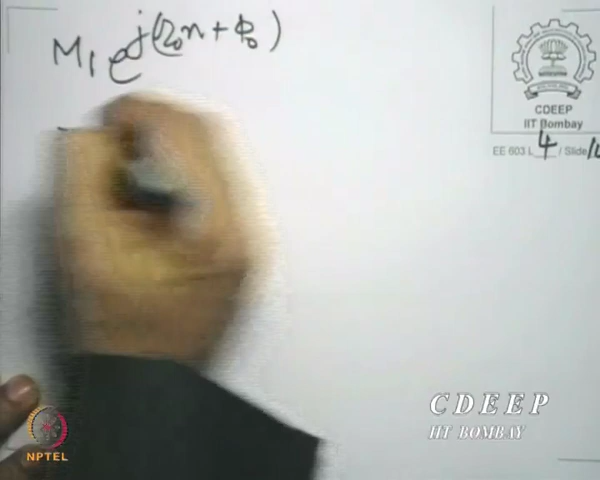 M₁ e^{j(Ω₀n + φ₀)}
CDEEP
IIT Bombay
EE 603 L 4 / Slide
CDEEP
IIT BOMBAY
NPTEL